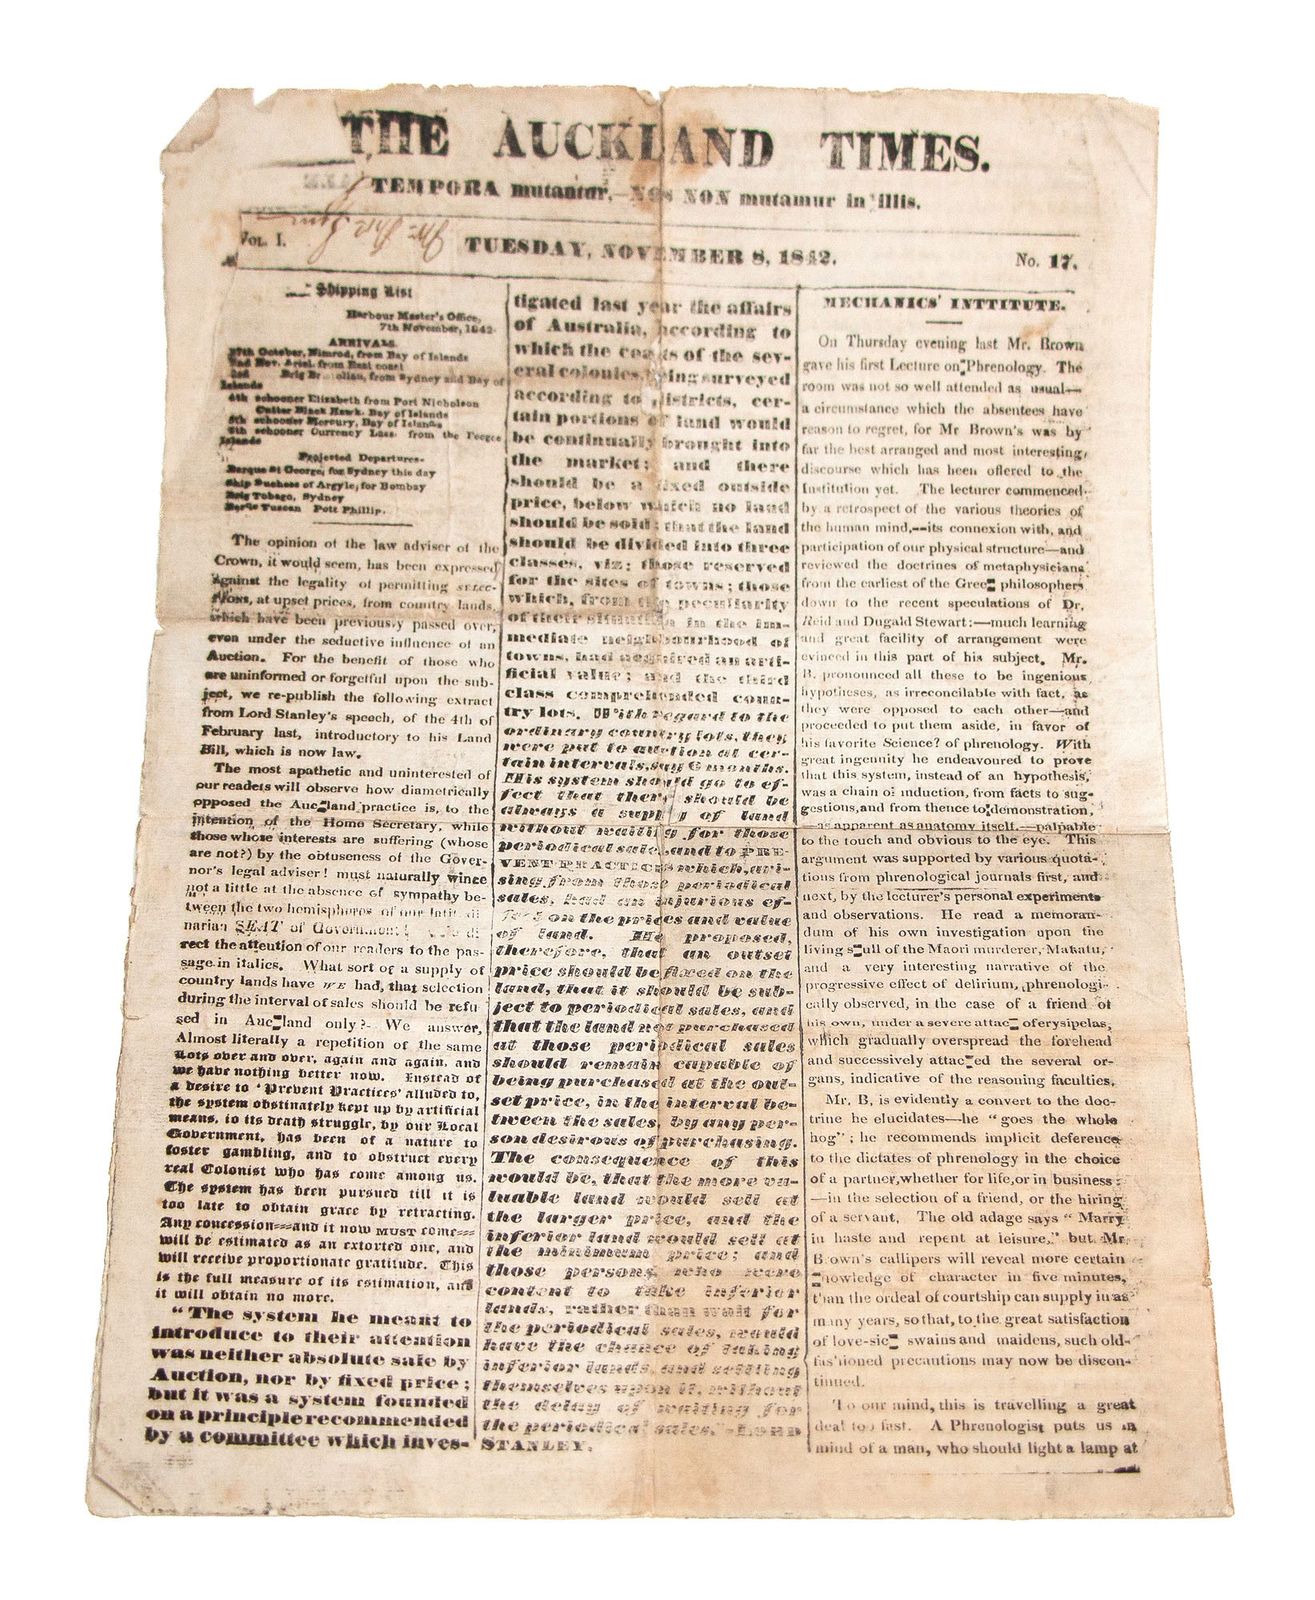 THE AUCKLAND TIMES.
TEMPORA mutantur,—NOS NON mutamur in illis.
VOL. I.
TUESDAY, NOVEMBER 8, 1842.
No. 17.
Shipping List
Harbour Master's Office,
7th November, 1842-
ARRIVALS
27th October, Nimrod, from Bay of Islands
2nd Nov. Ariel, from East coast
Brig, from Sydney and Bay of
Islands
4th schooner Elizabeth from Port Nicholson
Cutter Black Hawk, Bay of Islands
5th schooner Mercury, Bay of Islands
6th schooner Currency Lass, from the Feegee
Islands
Projected Departures-
Barque St George, for Sydney this day
Ship Duchess of Argyle, for Bombay
Brig Tobago, Sydney
Tuscan Pott Phillip.
The opinion of the law adviser of the
Crown, it would seem, has been expressed
against the legality of permitting selec-
tions, at upset prices, from country lands,
which have been previously passed over,
even under the seductive influence of an
Auction. For the benefit of those who
are uninformed or forgetful upon the sub-
ject, we re-publish the following extract
from Lord Stanley's speech, of the 4th of
February last, introductory to his Land
Bill, which is now law.
The most apathetic and uninterested of
our readers will observe how diametrically
opposed the Auckland practice is, to the
intention of the Home Secretary, while
those whose interests are suffering (whose
are not?) by the obtuseness of the Gover-
nor's legal adviser! must naturally wince
not a little at the absence of sympathy be-
tween the two hemispheres of our
narian SEAT of Government!
rect the attention of our readers to the pas-
sage in italics. What sort of a supply of
country lands have WE had, that selection
during the interval of sales should be refu
sed in Auckland only?- We answer,
Almost literally a repetition of the same
Lots over and over, again and again, and
we have nothing better now. Instead of
a desire to 'Prevent Practices' alluded to,
the system obstinately kept up by artificial
means, to its death struggle, by our Local
Government, has been of a nature to
foster gambling, and to obstruct every
real Colonist who has come among us.
The system has been pursued till it is
too late to obtain grace by retracting.
Any concession---and it now MUST come---
will be estimated as an extorted one, and
will receive proportionate gratitude. This
is the full measure of its estimation, and
it will obtain no more.
"The system he meant to
introduce to their attention
was neither absolute sale by
Auction, nor by fixed price;
but it was a system founded
on a principle recommended
by a committee which inves-
tigated last year the affairs
of Australia, according to
which the coasts of the sev-
eral colonies, being surveyed
according to districts, cer-
tain portions of land would
be continually brought into
the market; and there
should be a fixed outside
price, below which no land
should be sold; that the land
should be divided into three
classes, viz: those reserved
for the sites of towns; those
which, from the peculiarity
of their situation in the im-
mediate neighbourhood of
towns, had acquired an arti-
ficial value; and the third
class comprehended coun-
try lots. With regard to the
ordinary country lots, they
were put to auction at cer-
tain intervals, say 6 months.
His system should go to ef-
fect that there should be
always a supply of land
without waiting for those
periodical sales, and to PRE-
VENT PRACTICES which, ari-
sing from those periodical
sales, had an injurious ef-
fect on the prices and value
of land. He proposed,
therefore, that an outset
price should be fixed on the
land, that it should be sub-
ject to periodical sales, and
that the land not purchased
at those periodical sales
should remain capable of
being purchased at the out-
set price, in the interval be-
tween the sales, by any per-
son desirous of purchasing.
The consequence of this
would be, that the more va-
luable land would sell at
the larger price, and the
inferior land would sell at
the minimum price; and
those persons who were
content to take inferior
lands, rather than wait for
the periodical sales, would
have the chance of taking
inferior lands, and settling
themselves upon it, without
the delay of waiting for
the periodical sales."—LORD
STANLEY.
MECHANICS' INTTITUTE.
On Thursday evening last Mr. Brown
gave his first Lecture on Phrenology. The
room was not so well attended as usual—
a circumstance which the absentees have
reason to regret, for Mr Brown's was by
far the best arranged and most interesting
discourse which has been offered to the
Institution yet. The lecturer commenced
by a retrospect of the various theories of
the human mind,—its connexion with, and
participation of our physical structure—and
reviewed the doctrines of metaphysicians
from the earliest of the Greek philosophers
down to the recent speculations of Dr.
Reid and Dugald Stewart:—much learning
and great facility of arrangement were
evinced in this part of his subject. Mr.
B. pronounced all these to be ingenious
hypotheses, as irreconcilable with fact, as
they were opposed to each other—and
proceeded to put them aside, in favor of
his favorite Science? of phrenology. With
great ingenuity he endeavoured to prove
that this system, instead of an hypothesis,
was a chain of induction, from facts to sug-
gestions, and from thence to demonstration,
—as apparent as anatomy itself,—palpable
to the touch and obvious to the eye. This
argument was supported by various quota-
tions from phrenological journals first, and
next, by the lecturer's personal experiments
and observations. He read a memoran-
dum of his own investigation upon the
living skull of the Maori murderer, Makatu,
and a very interesting narrative of the
progressive effect of delirium, phrenologi-
cally observed, in the case of a friend of
his own, under a severe attack of erysipelas,
which gradually overspread the forehead
and successively attacked the several or-
gans, indicative of the reasoning faculties.
Mr. B, is evidently a convert to the doc-
trine he elucidates—he "goes the whole
hog"; he recommends implicit deference
to the dictates of phrenology in the choice
of a partner, whether for life, or in business;
—in the selection of a friend, or the hiring
of a servant, The old adage says "Marry
in haste and repent at leisure," but Mr.
Brown's callipers will reveal more certain
knowledge of character in five minutes,
than the ordeal of courtship can supply in as
many years, so that, to the great satisfaction
of love-sick swains and maidens, such old-
fashioned precautions may now be discon-
tinued.
To our mind, this is travelling a great
deal too fast. A Phrenologist puts us in
mind of a man, who should light a lamp at